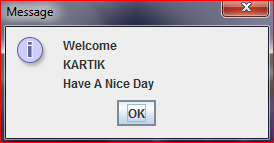 Message
Welcome
KARTIK
Have A Nice Day
OK